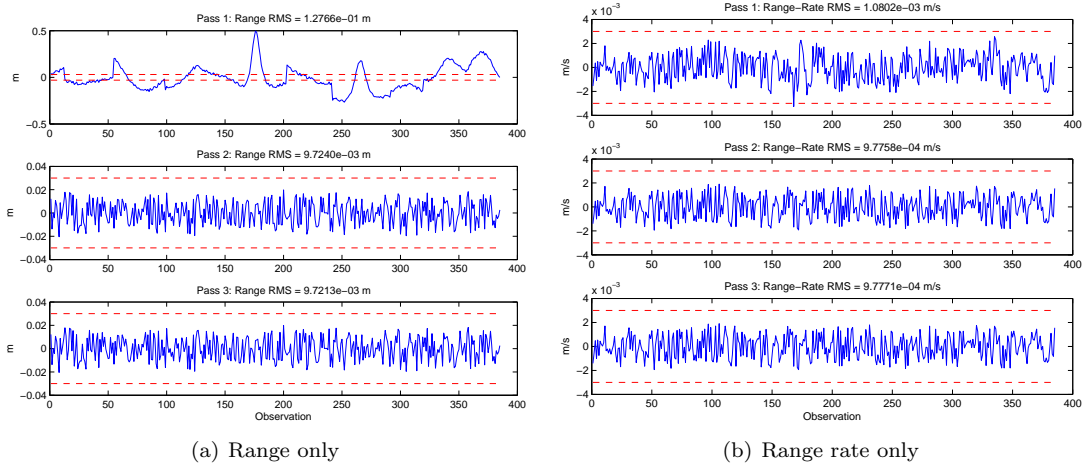 Pass 1: Range RMS = 1.2766e−01 m
0.5
0
−0.5
m
0 50 100 150 200 250 300 350 400
Pass 2: Range RMS = 9.7240e−03 m
0.04
0.02
0
−0.02
−0.04
m
0 50 100 150 200 250 300 350 400
Pass 3: Range RMS = 9.7213e−03 m
0.04
0.02
0
−0.02
−0.04
m
0 50 100 150 200 250 300 350 400
Observation
(a) Range only
x 10−3
Pass 1: Range−Rate RMS = 1.0802e−03 m/s
4
2
0
−2
−4
m/s
0 50 100 150 200 250 300 350 400
x 10−3
Pass 2: Range−Rate RMS = 9.7758e−04 m/s
4
2
0
−2
−4
m/s
0 50 100 150 200 250 300 350 400
x 10−3
Pass 3: Range−Rate RMS = 9.7771e−04 m/s
4
2
0
−2
−4
m/s
0 50 100 150 200 250 300 350 400
Observation
(b) Range rate only